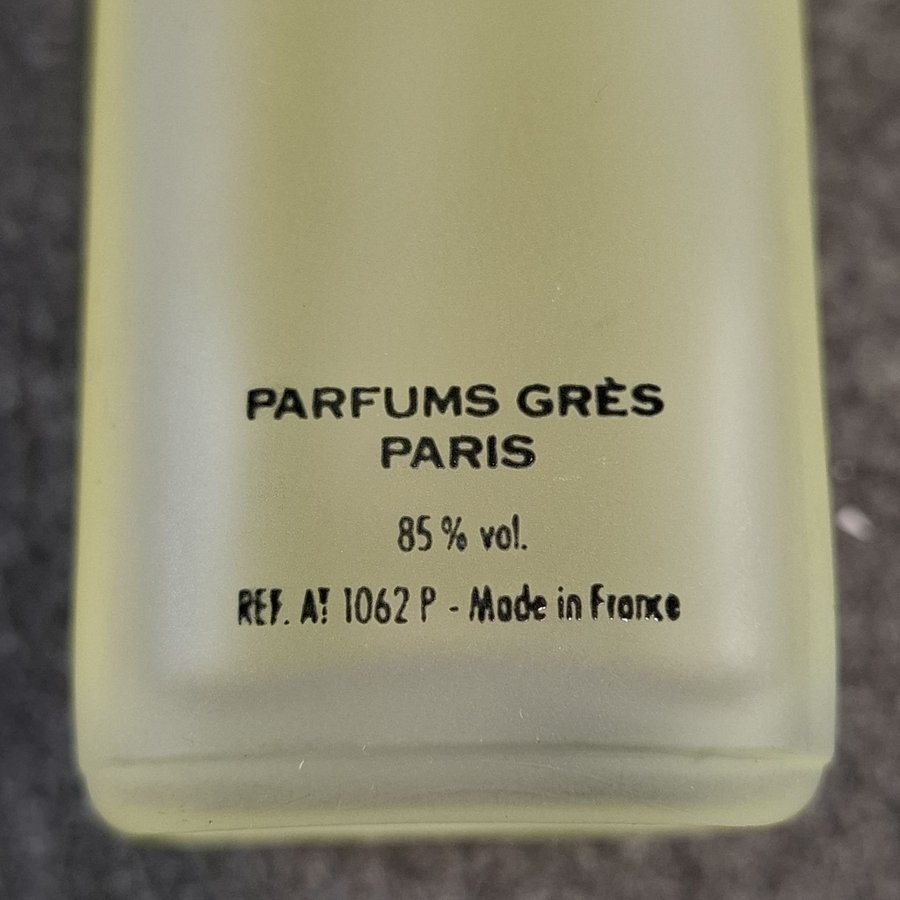 PARFUMS GRÈS
PARIS
85 % vol.
REF. AT 1062 P - Made in France